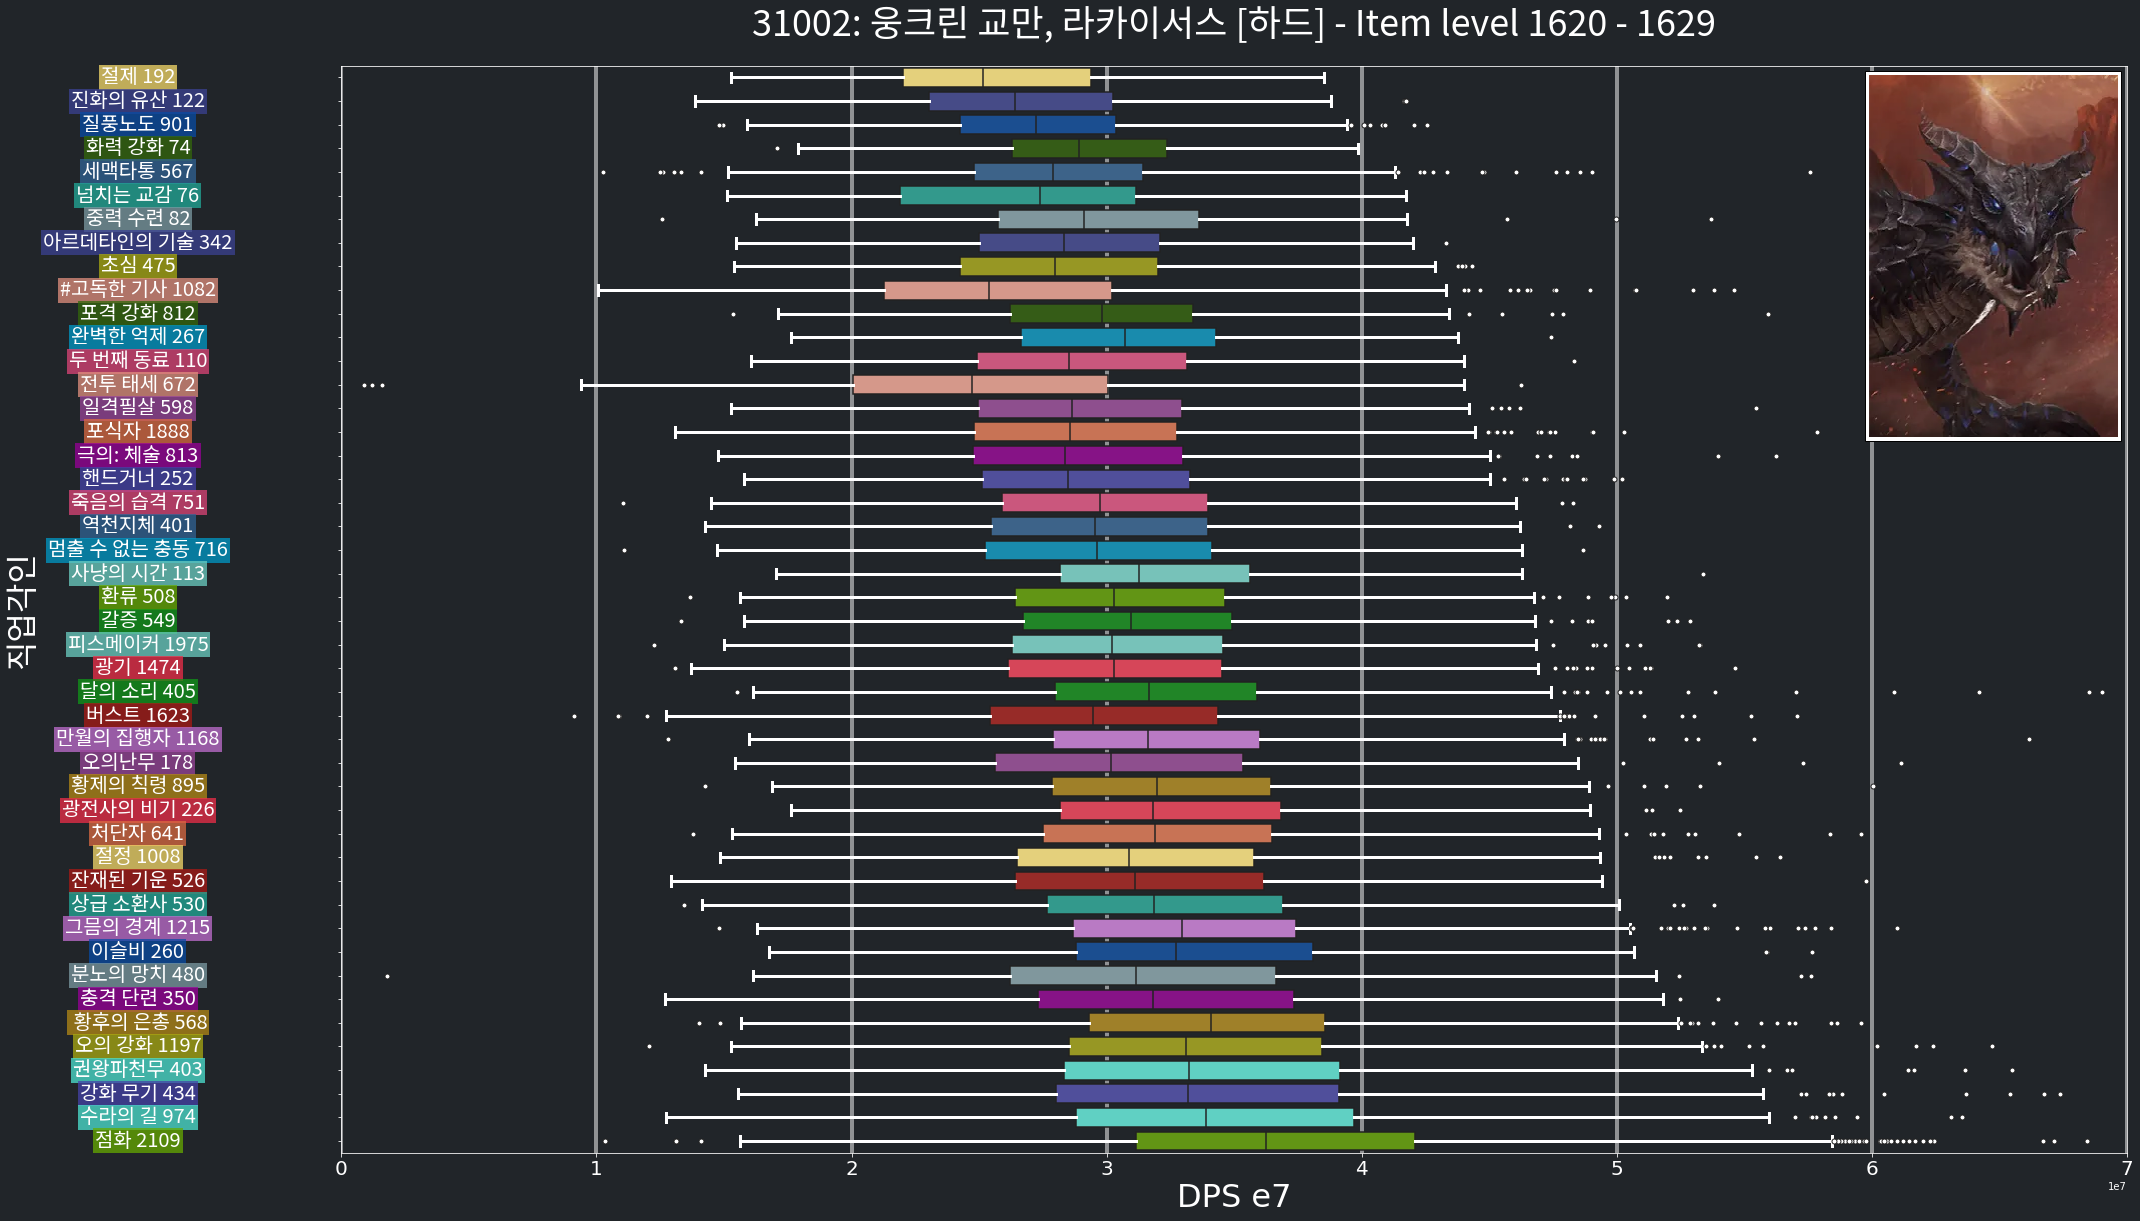 31002: 웅크린 교만, 라카이서스 [하드] - Item level 1620 - 1629
직업각인
절제 192
진화의 유산 122
질풍노도 901
화력 강화 74
세맥타통 567
넘치는 교감 76
중력 수련 82
아르데타인의 기술 342
초심 475
#고독한 기사 1082
포격 강화 812
완벽한 억제 267
두 번째 동료 110
전투 태세 672
일격필살 598
포식자 1888
극의: 체술 813
핸드거너 252
죽음의 습격 751
역천지체 401
멈출 수 없는 충동 716
사냥의 시간 113
환류 508
갈증 549
피스메이커 1975
광기 1474
달의 소리 405
버스트 1623
만월의 집행자 1168
오의난무 178
황제의 칙령 895
광전사의 비기 226
처단자 641
절정 1008
잔재된 기운 526
상급 소환사 530
그믐의 경계 1215
이슬비 260
분노의 망치 480
충격 단련 350
황후의 은총 568
오의 강화 1197
권왕파천무 403
강화 무기 434
수라의 길 974
점화 2109
0 1 2 3 4 5 6 7
1e7
DPS e7